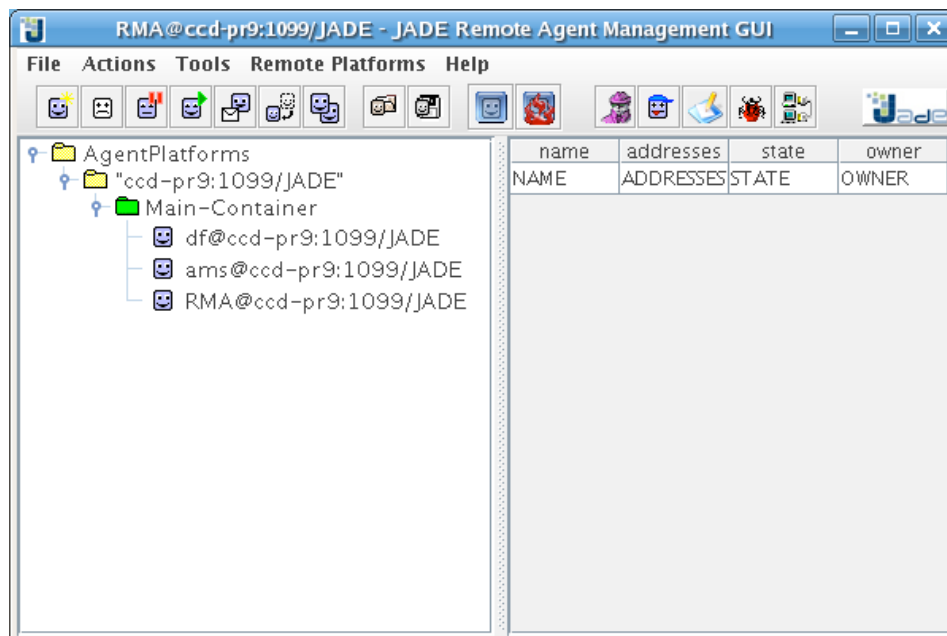 RMA@ccd-pr9:1099/JADE - JADE Remote Agent Management GUI
File Actions Tools Remote Platforms Help
Jade
AgentPlatforms
"ccd-pr9:1099/JADE"
Main-Container
df@ccd-pr9:1099/JADE
ams@ccd-pr9:1099/JADE
RMA@ccd-pr9:1099/JADE
name addresses state owner
NAME ADDRESSES STATE OWNER